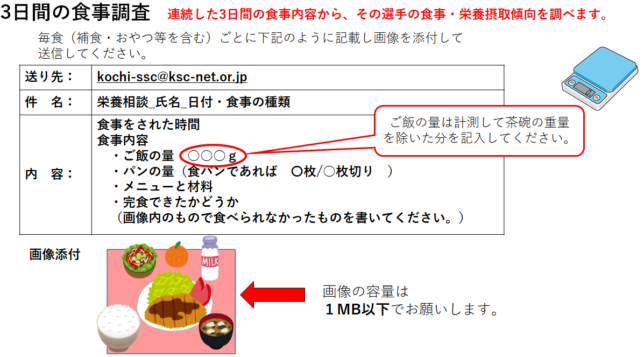 3日間の食事調査 連続した3日間の食事内容から、その選手の食事・栄養摂取傾向を調べます。
毎食（補食・おやつ等を含む）ごとに下記のように記載し画像を添付して
送信してください。
送り先： kochi-ssc@ksc-net.or.jp
件　名： 栄養相談_氏名_日付・食事の種類
ご飯の量は計測して茶碗の重量
を除いた分を記入してください。
内　容：
食事をされた時間
食事内容
・ご飯の量　○○○ｇ
・パンの量（食パンであれば　〇枚/○枚切り　）
・メニューと材料
・完食できたかどうか
（画像内のもので食べられなかったものを書いてください。）
画像添付
MILK
画像の容量は
１MB以下でお願いします。